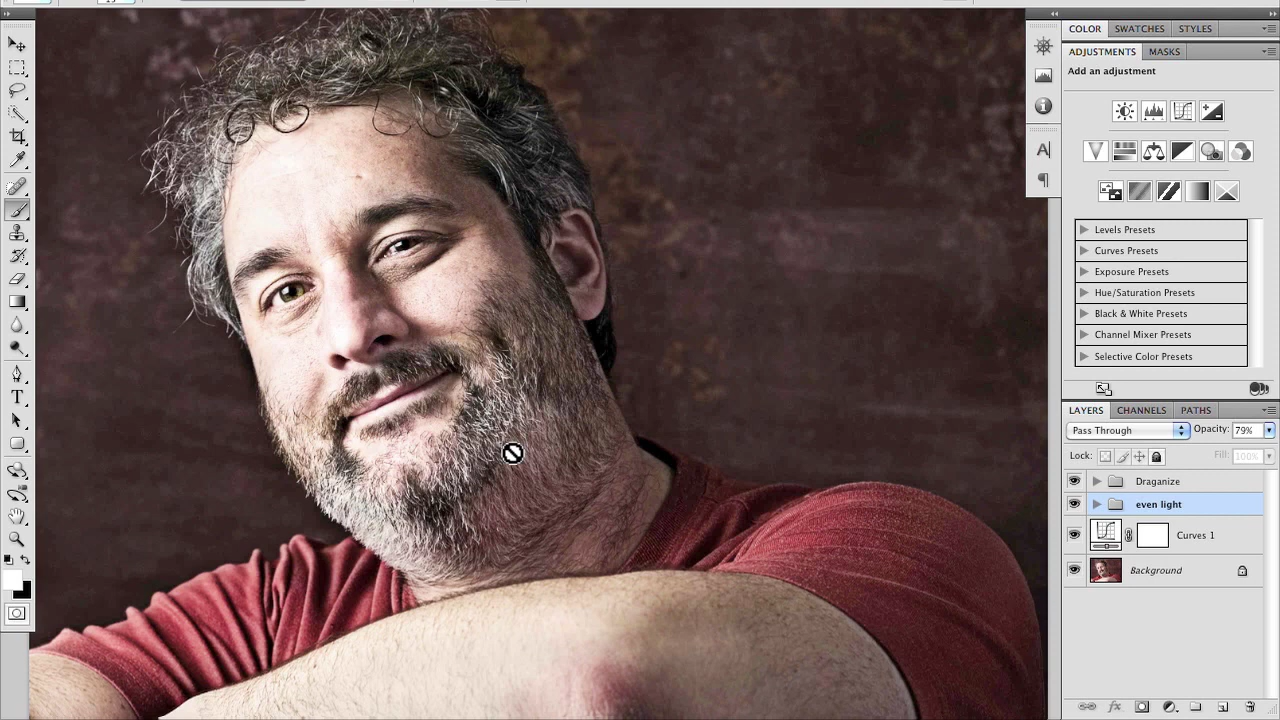 COLOR SWATCHES STYLES
ADJUSTMENTS MASKS
Add an adjustment
A
¶
Levels Presets
Curves Presets
Exposure Presets
Hue/Saturation Presets
Black & White Presets
Channel Mixer Presets
Selective Color Presets
T
LAYERS CHANNELS PATHS
Pass Through Opacity: 79%
Lock: Fill: 100%
Draganize
even light
Curves 1
Background
fx